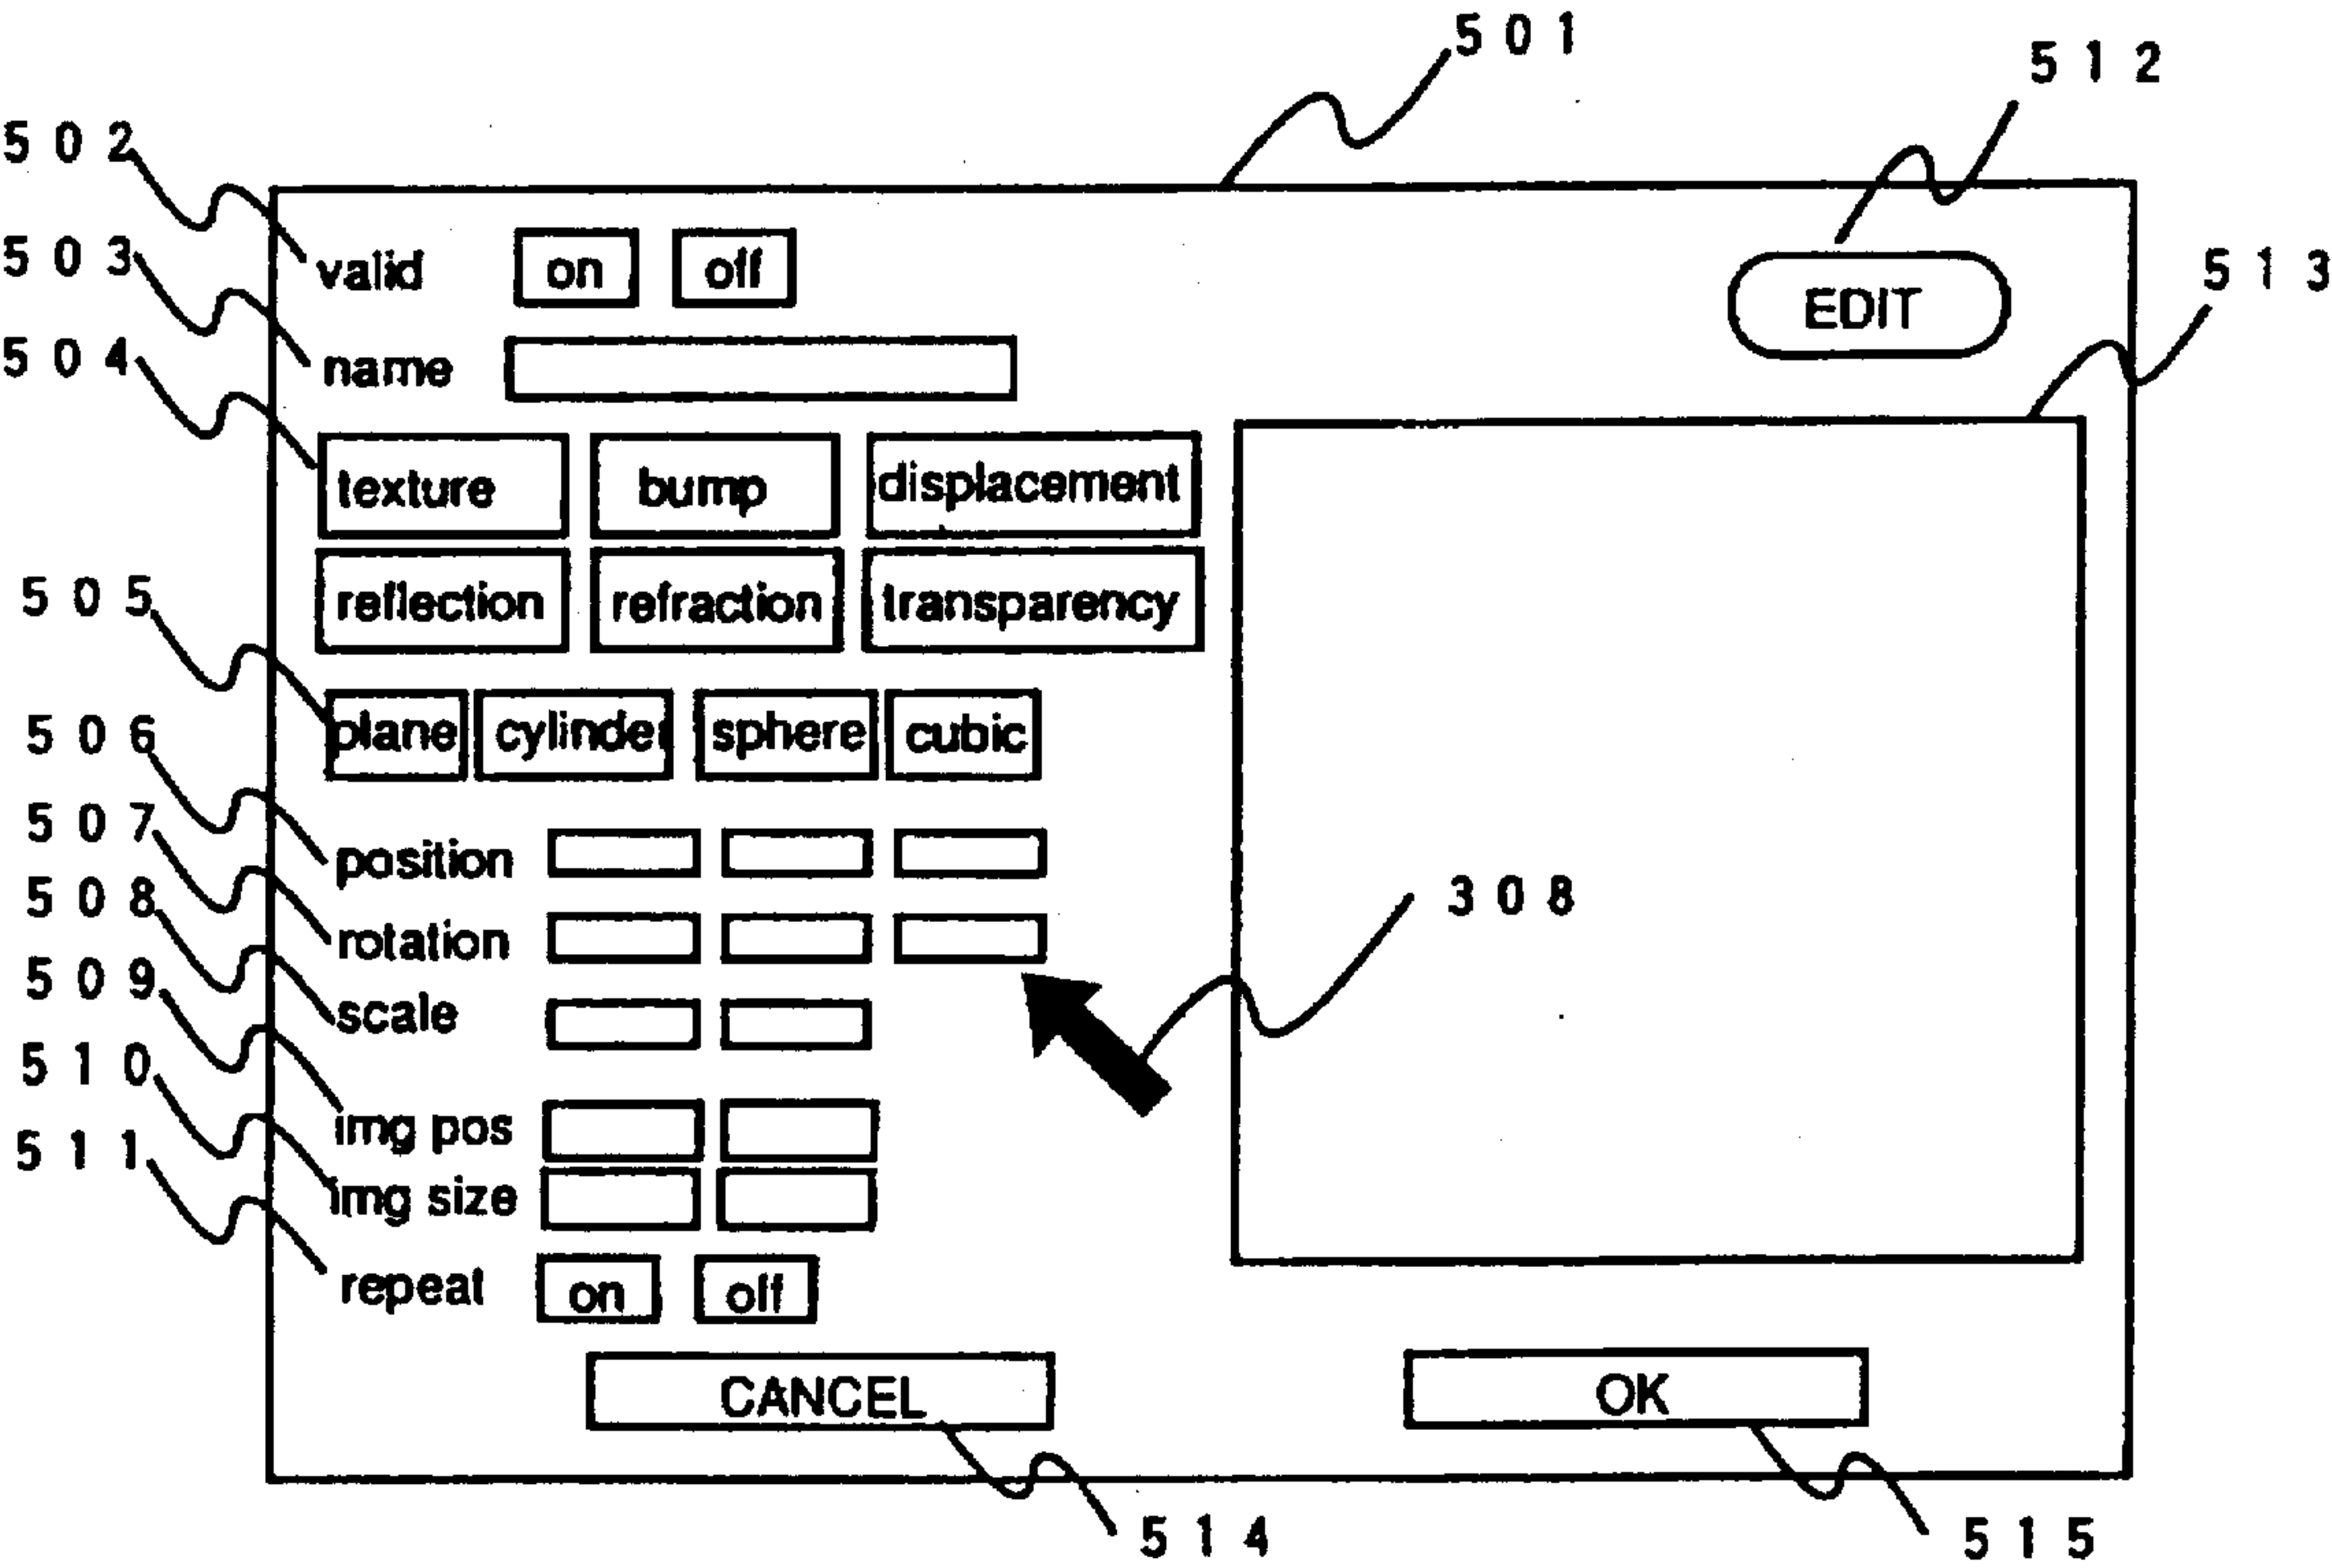 501
512
502
valid on off
503
513
EDIT
504
name
texture bump displacement
reflection refraction transparency
505
plane cylinder sphere cubic
506
position
507
308
508
rotation
509
scale
510
img pos
511
img size
repeat on off
CANCEL OK
514 515